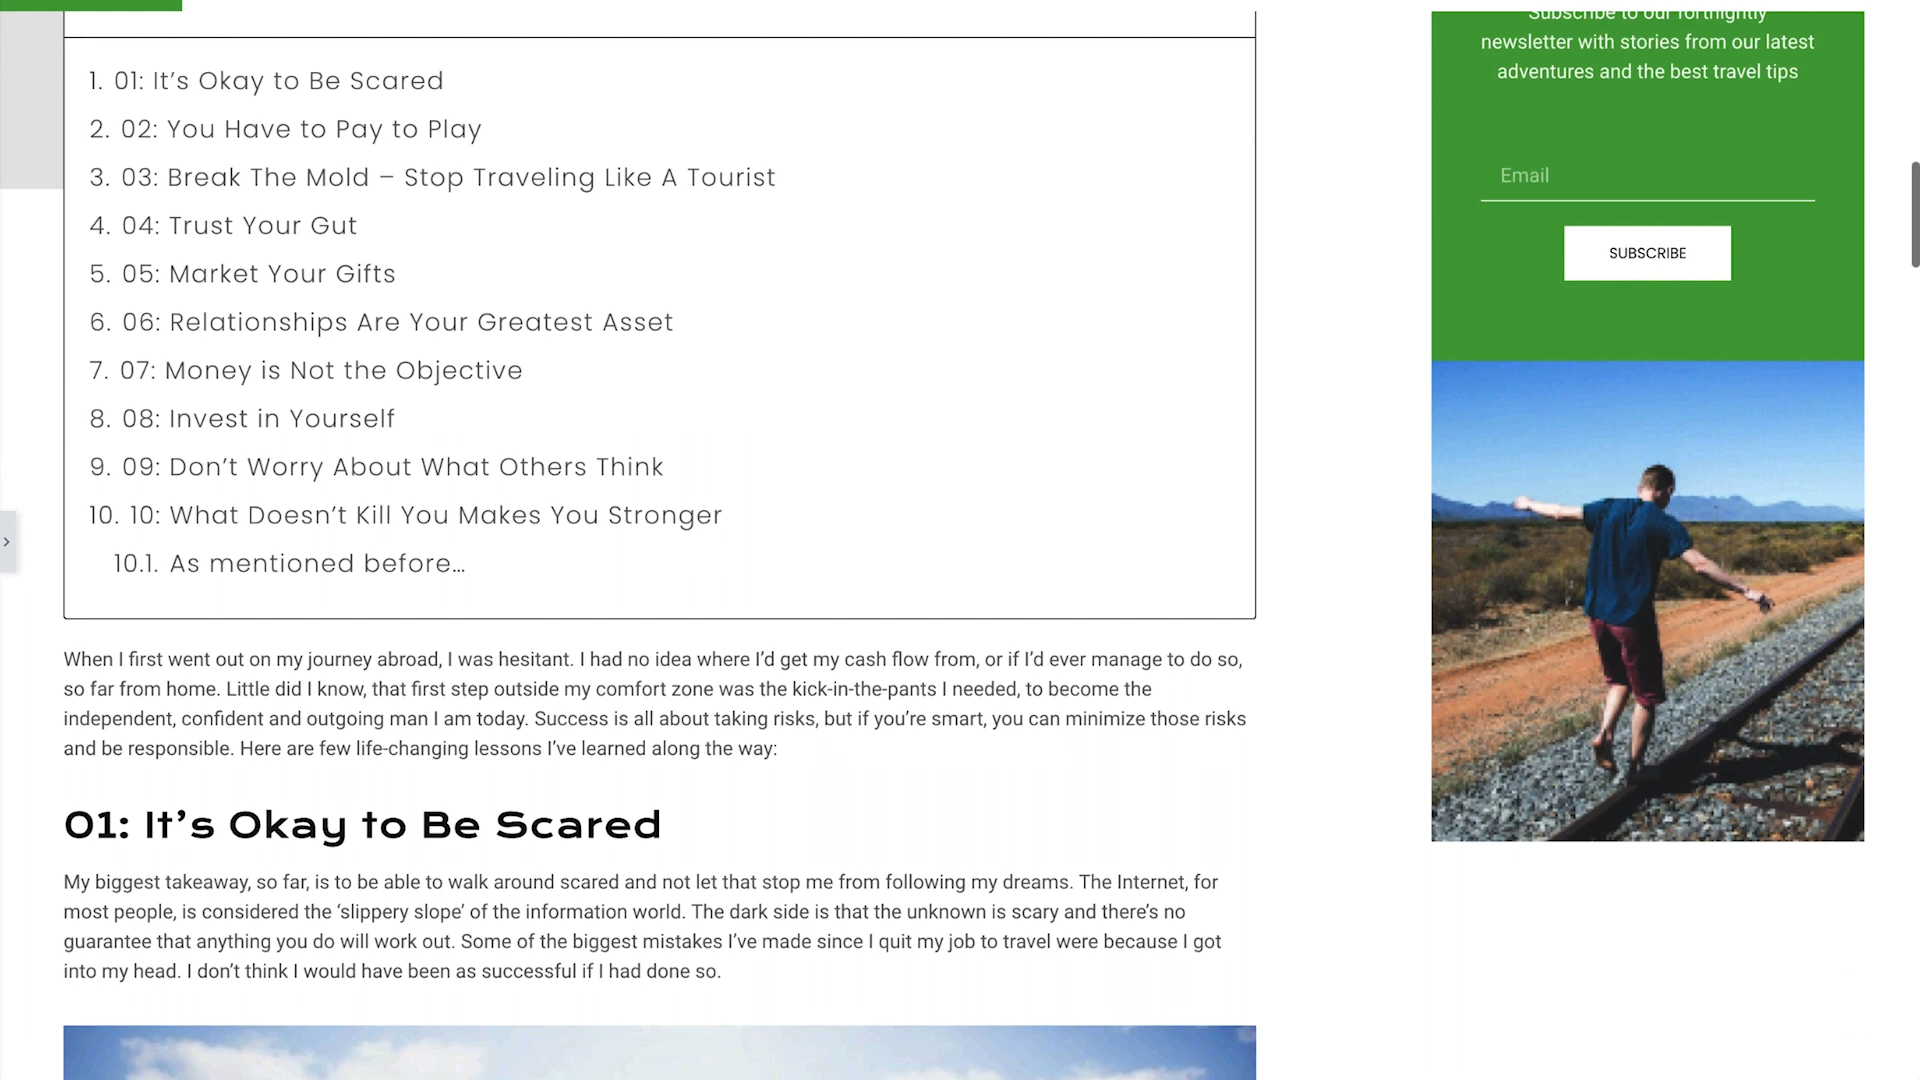 1. 01: It’s Okay to Be Scared
2. 02: You Have to Pay to Play
3. 03: Break The Mold – Stop Traveling Like A Tourist
4. 04: Trust Your Gut
5. 05: Market Your Gifts
6. 06: Relationships Are Your Greatest Asset
7. 07: Money is Not the Objective
8. 08: Invest in Yourself
9. 09: Don’t Worry About What Others Think
10. 10: What Doesn’t Kill You Makes You Stronger
10.1. As mentioned before…
When I first went out on my journey abroad, I was hesitant. I had no idea where I’d get my cash flow from, or if I’d ever manage to do so,
so far from home. Little did I know, that first step outside my comfort zone was the kick-in-the-pants I needed, to become the
independent, confident and outgoing man I am today. Success is all about taking risks, but if you’re smart, you can minimize those risks
and be responsible. Here are few life-changing lessons I’ve learned along the way:
01: It’s Okay to Be Scared
My biggest takeaway, so far, is to be able to walk around scared and not let that stop me from following my dreams. The Internet, for
most people, is considered the ‘slippery slope’ of the information world. The dark side is that the unknown is scary and there’s no
guarantee that anything you do will work out. Some of the biggest mistakes I’ve made since I quit my job to travel were because I got
into my head. I don’t think I would have been as successful if I had done so.
Subscribe to our fortnightly
newsletter with stories from our latest
adventures and the best travel tips
Email
SUBSCRIBE